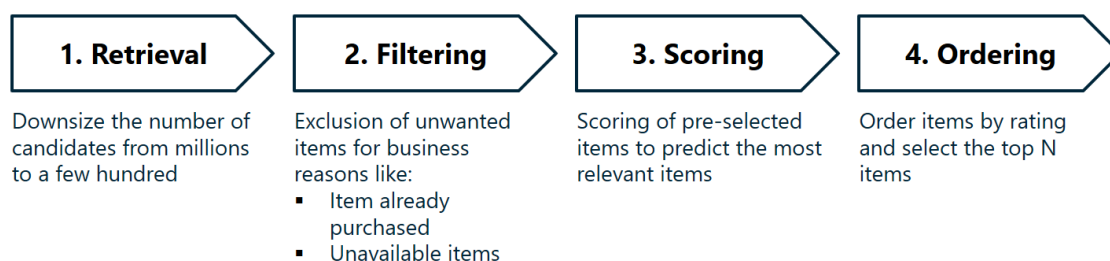 1. Retrieval
Downsize the number of
candidates from millions
to a few hundred
2. Filtering
Exclusion of unwanted
items for business
reasons like:
▪ Item already
purchased
▪ Unavailable items
3. Scoring
Scoring of pre-selected
items to predict the most
relevant items
4. Ordering
Order items by rating
and select the top N
items